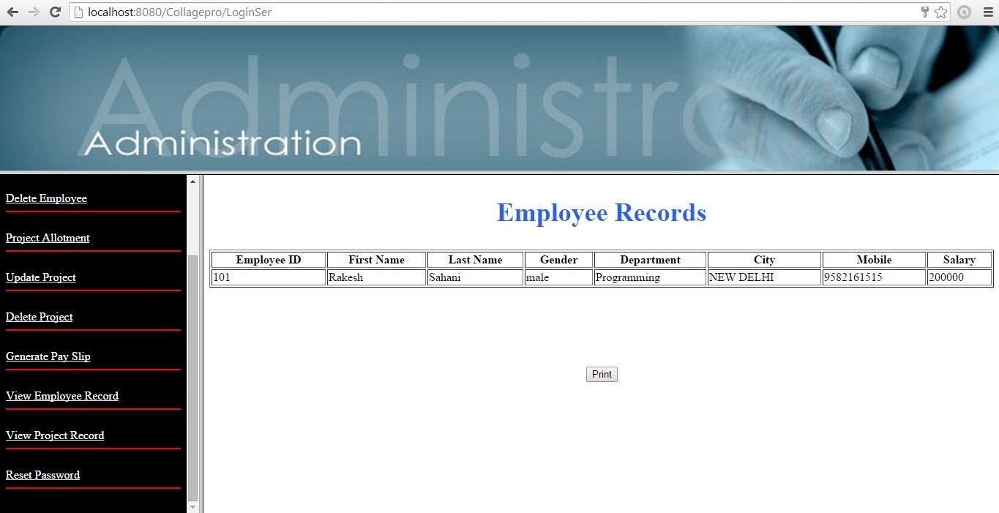 localhost:8080/Collagepro/LoginSer
Administra
Administration
Delete Employee
Project Allotment
Update Project
Delete Project
Generate Pay Slip
View Employee Record
View Project Record
Reset Password
Employee Records
Employee ID First Name Last Name Gender Department City Mobile Salary
101 Rakesh Sahani male Programming NEW DELHI 9582161515 200000
Print